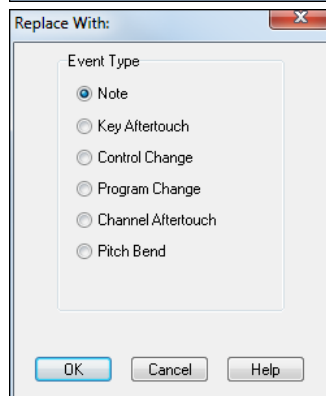 Replace With:
Event Type
Note
Key Aftertouch
Control Change
Program Change
Channel Aftertouch
Pitch Bend
OK Cancel Help